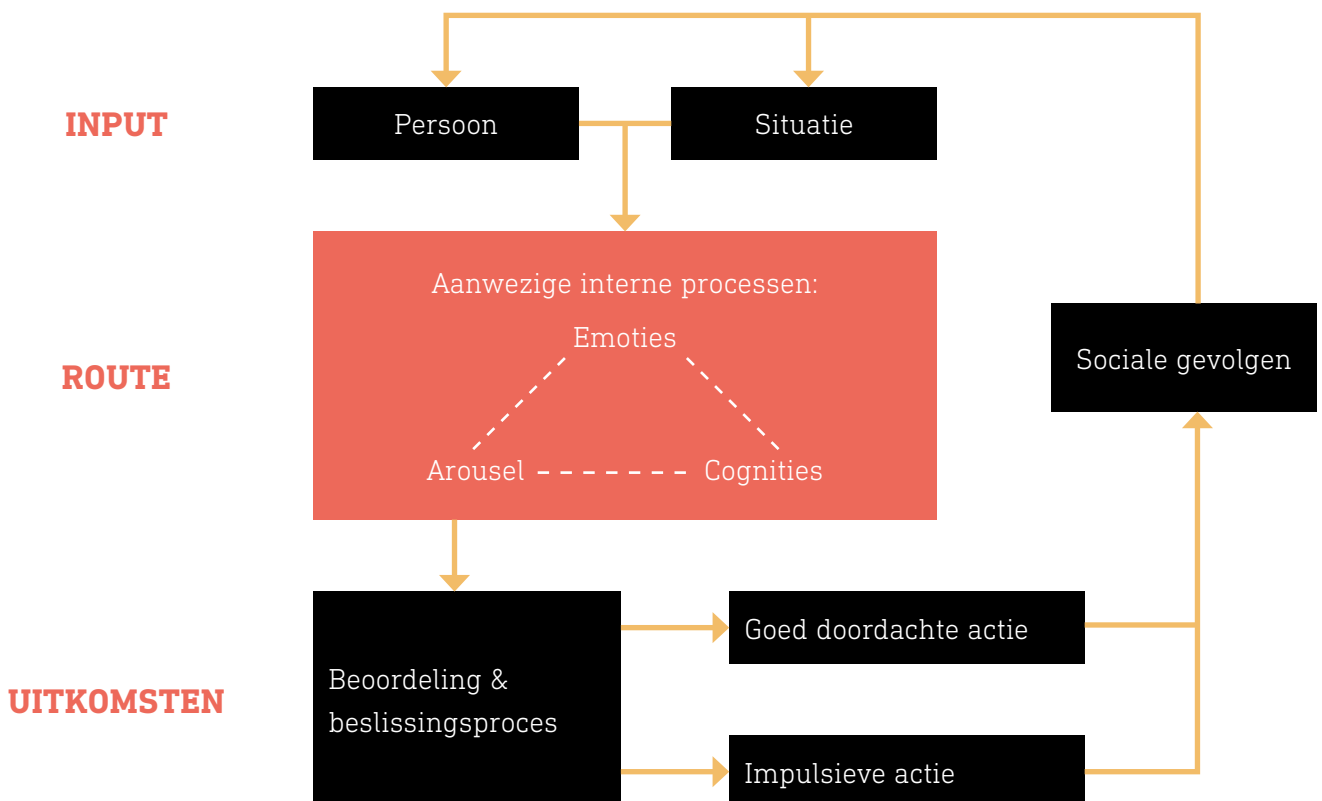 INPUT
Persoon
Situatie
Aanwezige interne processen:
Emoties
ROUTE
Sociale gevolgen
Arousel
Cognities
Goed doordachte actie
Beoordeling &
beslissingsproces
UITKOMSTEN
Impulsieve actie